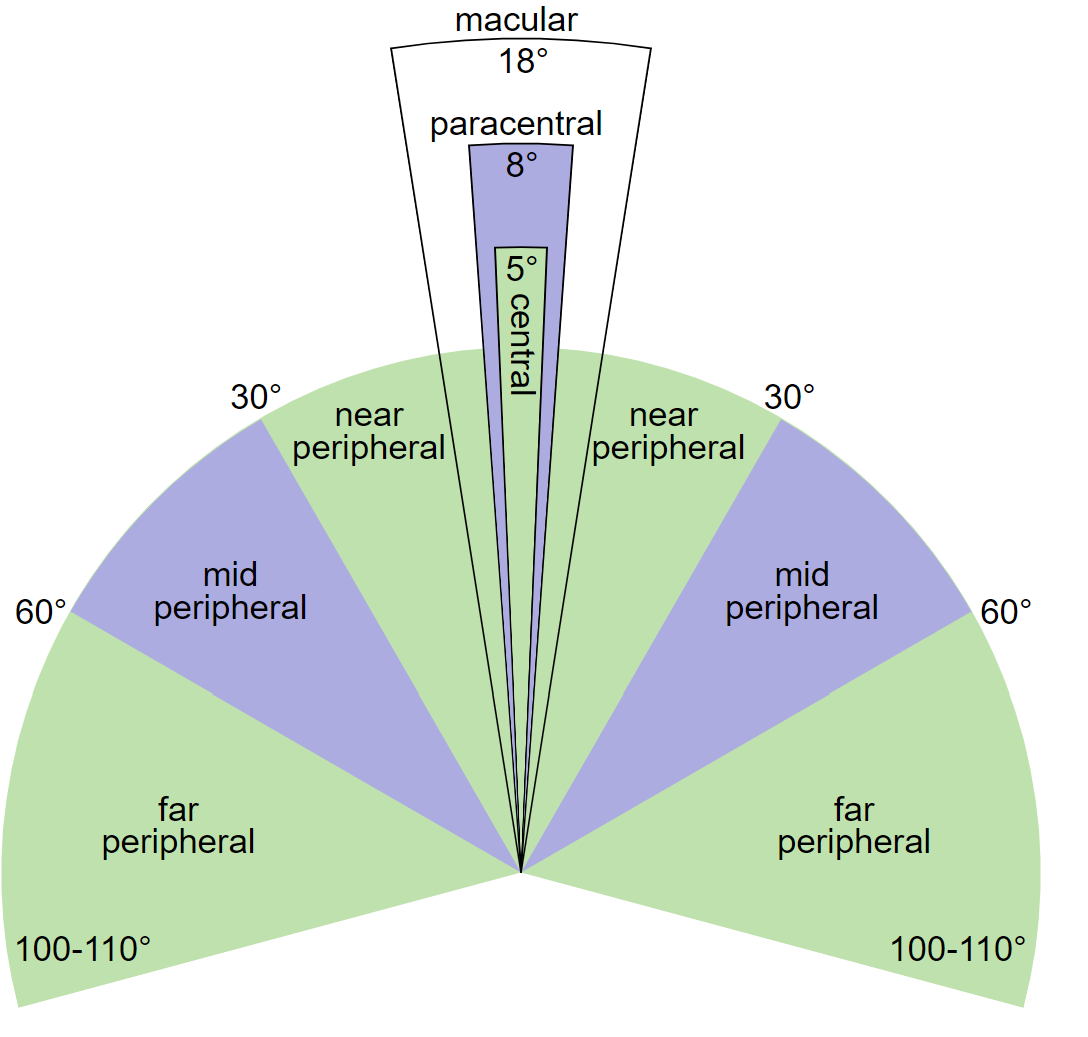 macular
18°
paracentral
8°
5°
central
30°
30°
near
peripheral
near
peripheral
mid
peripheral
mid
peripheral
60°
60°
far
peripheral
far
peripheral
100-110°
100-110°